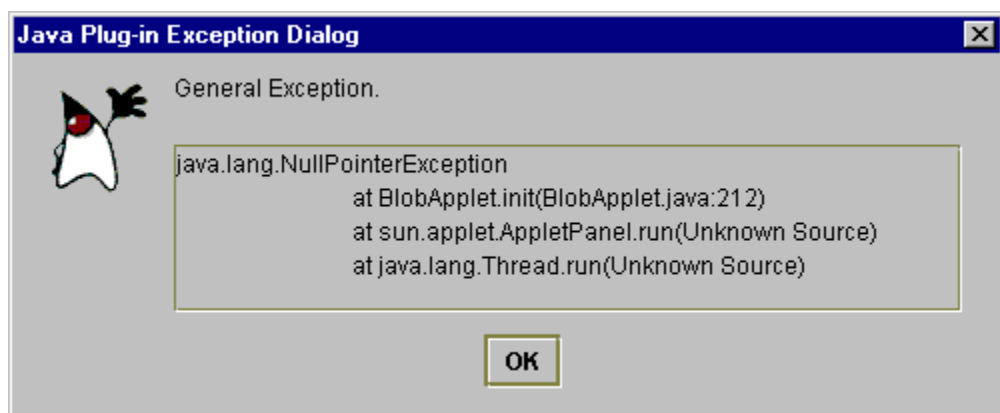 Java Plug-in Exception Dialog
General Exception.
java.lang.NullPointerException
at BlobApplet.init(BlobApplet.java:212)
at sun.applet.AppletPanel.run(Unknown Source)
at java.lang.Thread.run(Unknown Source)
OK